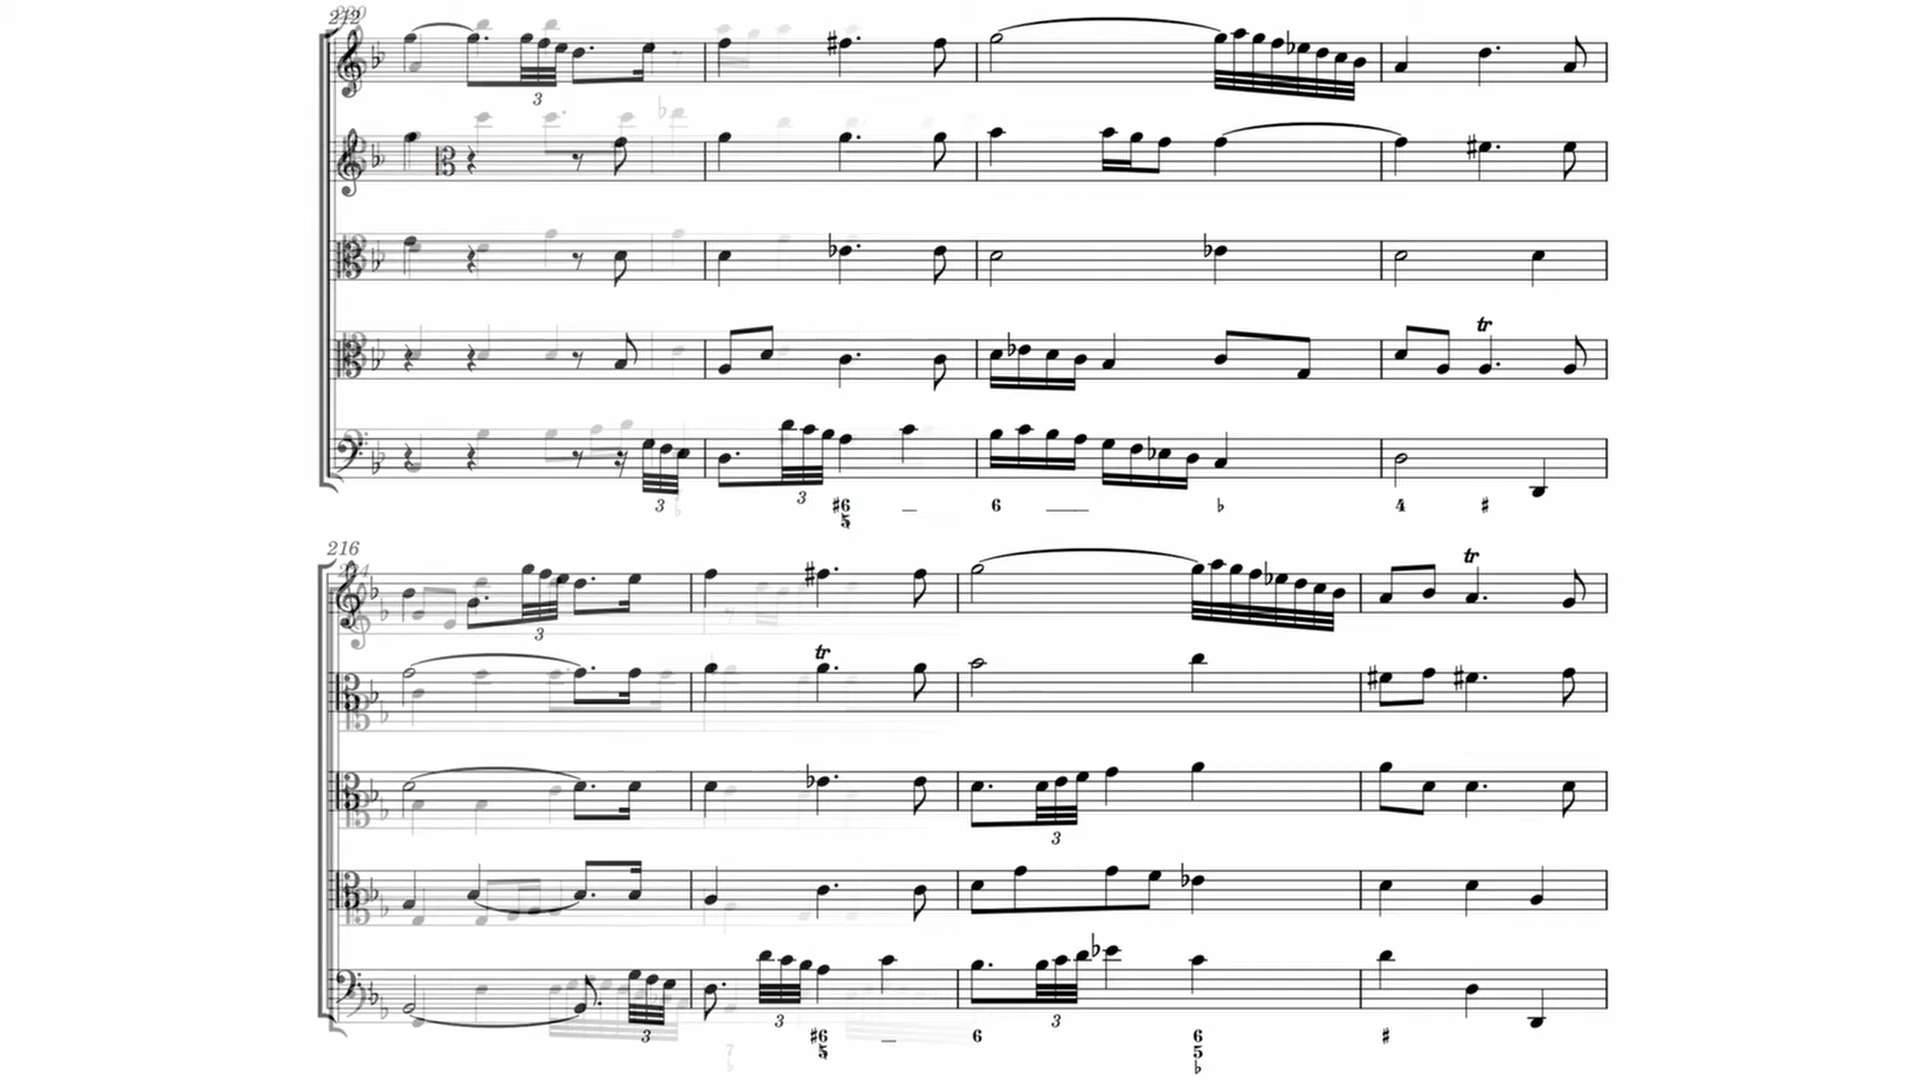 212
3
3 3 ♯6 _ 6 __ ♭ 4 ♯
5
tr
216
tr
3
tr
3
3 3 ♯6 _ 6 3 6 ♯
5 5
♭